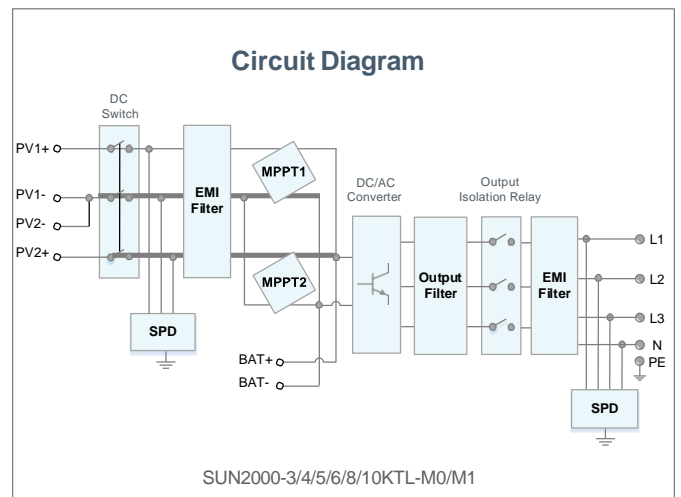 Circuit Diagram
DC
Switch
PV1+
PV1-
PV2-
PV2+
EMI
Filter
MPPT1
MPPT2
SPD
BAT+
BAT-
DC/AC
Converter
Output
Filter
Output
Isolation Relay
EMI
Filter
L1
L2
L3
N
PE
SPD
SUN2000-3/4/5/6/8/10KTL-M0/M1